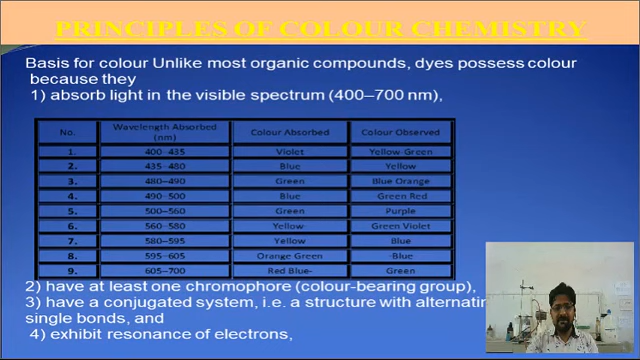 PRINCIPLES OF COLOUR CHEMISTRY
Basis for colour Unlike most organic compounds, dyes possess colour
because they
1) absorb light in the visible spectrum (400–700 nm),
No. Wavelength Absorbed (nm) Colour Absorbed Colour Observed
1. 400-435 Violet Yellow-Green
2. 435-480 Blue Yellow
3. 480-490 Green Blue Orange
4. 490-500 Blue Green Red
5. 500-560 Green Purple
6. 560-580 Yellow- Green Violet
7. 580-595 Yellow Blue
8. 595-605 Orange Green -Blue
9. 605-700 Red Blue- Green
2) have at least one chromophore (colour-bearing group),
3) have a conjugated system, i.e. a structure with
single bonds, and
4) exhibit resonance of electrons,